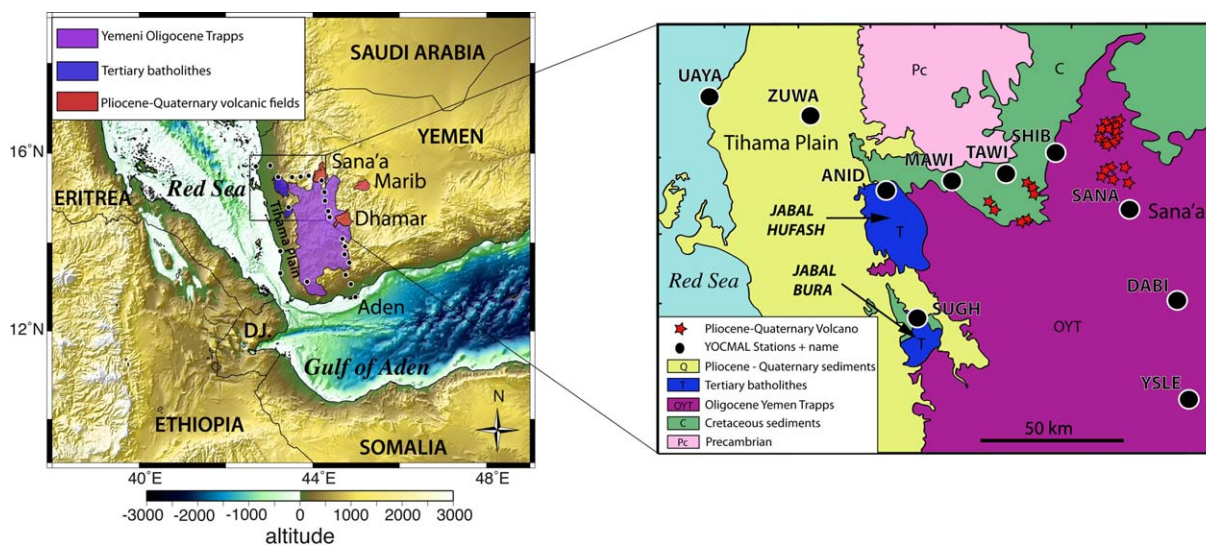 Yemeni Oligocene Trapps
Tertiary batholithes
Pliocene-Quaternary volcanic fields
SAUDI ARABIA
YEMEN
16˚N
Sana'a
Marib
ERITREA
Red Sea
Dhamar
Tihama Plain
Aden
12˚N
DJ.
Gulf of Aden
N
ETHIOPIA
SOMALIA
40˚E
44˚E
48˚E
-3000 -2000 -1000 0 1000 2000 3000
altitude
Pc
C
UAYA
ZUWA
Tihama Plain
SHIB
TAWI
MAWI
ANID
SANA
Sana'a
JABAL
HUFASH
T
Red Sea
JABAL
BURA
DABI
SUGH
OYT
T
YSLE
50 km
Pliocene-Quaternary Volcano
YOCMAL Stations + name
Q Pliocene - Quaternary sediments
T Tertiary batholithes
OYT Oligocene Yemen Trapps
C Cretaceous sediments
Pc Precambrian